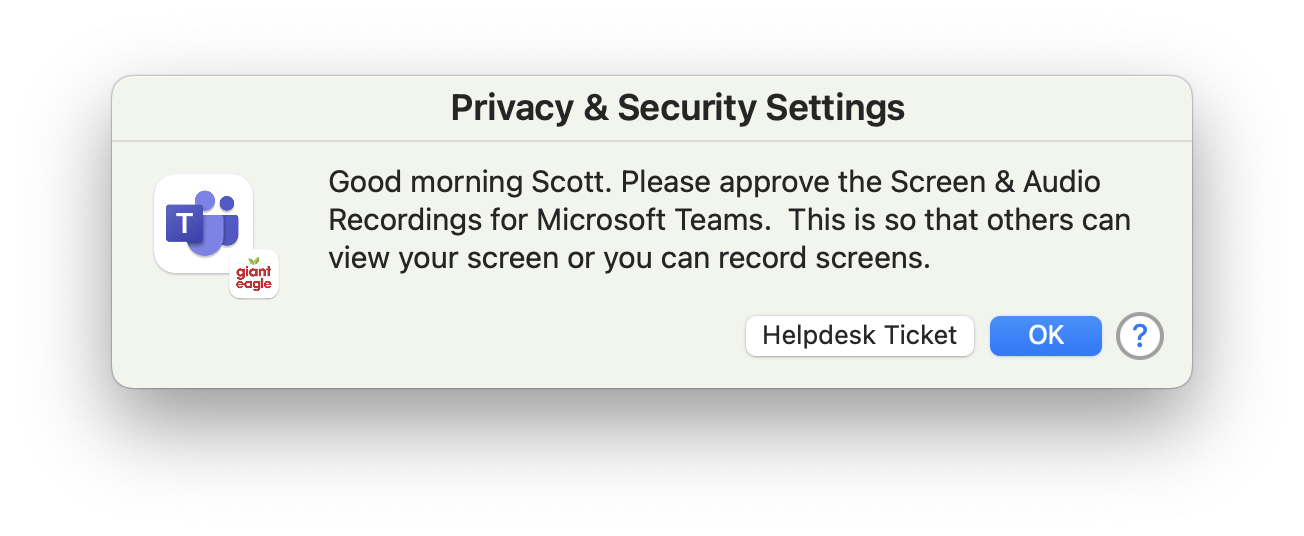 Privacy & Security Settings
Good morning Scott. Please approve the Screen & Audio
Recordings for Microsoft Teams.  This is so that others can
view your screen or you can record screens.
T
giant
eagle
Helpdesk Ticket
OK
?